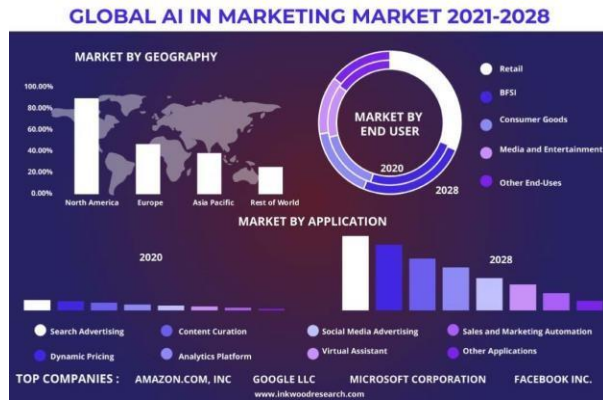 GLOBAL AI IN MARKETING MARKET 2021-2028
MARKET BY GEOGRAPHY
100.00%
80.00%
60.00%
40.00%
20.00%
0.00%
North America Europe Asia Pacific Rest of World
MARKET BY
END USER
2020
2028
Retail
BFSI
Consumer Goods
Media and Entertainment
Other End-Uses
MARKET BY APPLICATION
2020 2028
Search Advertising Content Curation Social Media Advertising Sales and Marketing Automation
Dynamic Pricing Analytics Platform Virtual Assistant Other Applications
TOP COMPANIES : AMAZON.COM, INC GOOGLE LLC MICROSOFT CORPORATION FACEBOOK INC.
www.inkwoodresearch.com